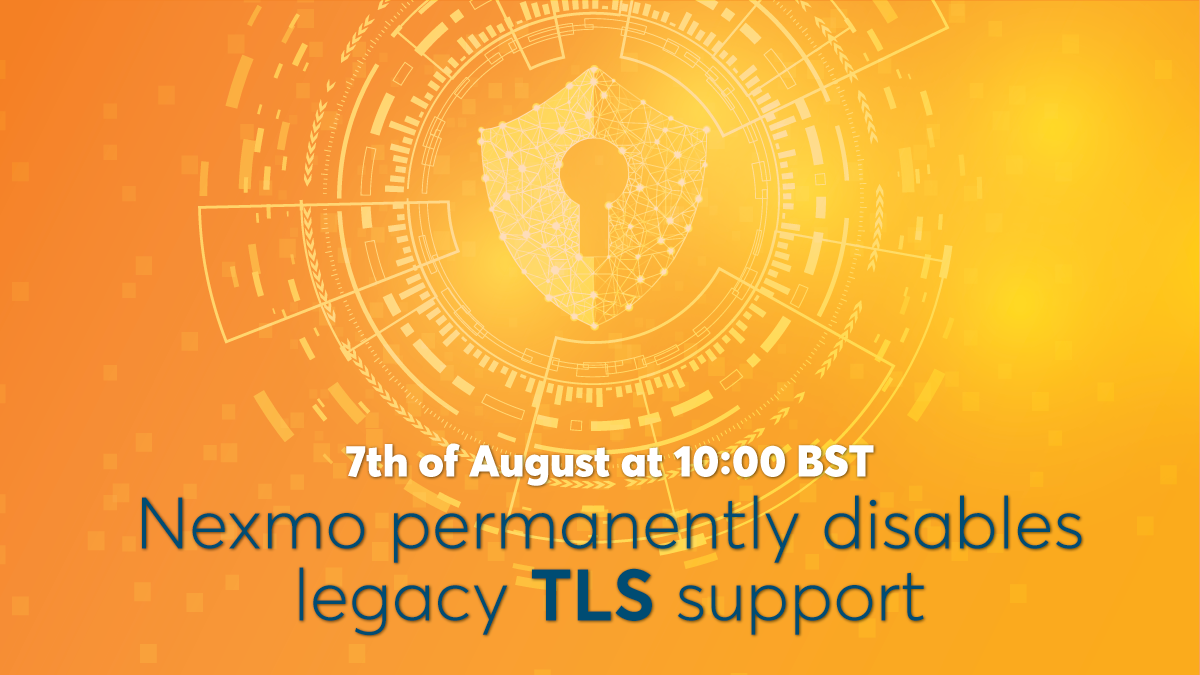 7th of August at 10:00 BST
Nexmo permanently disables
legacy TLS support